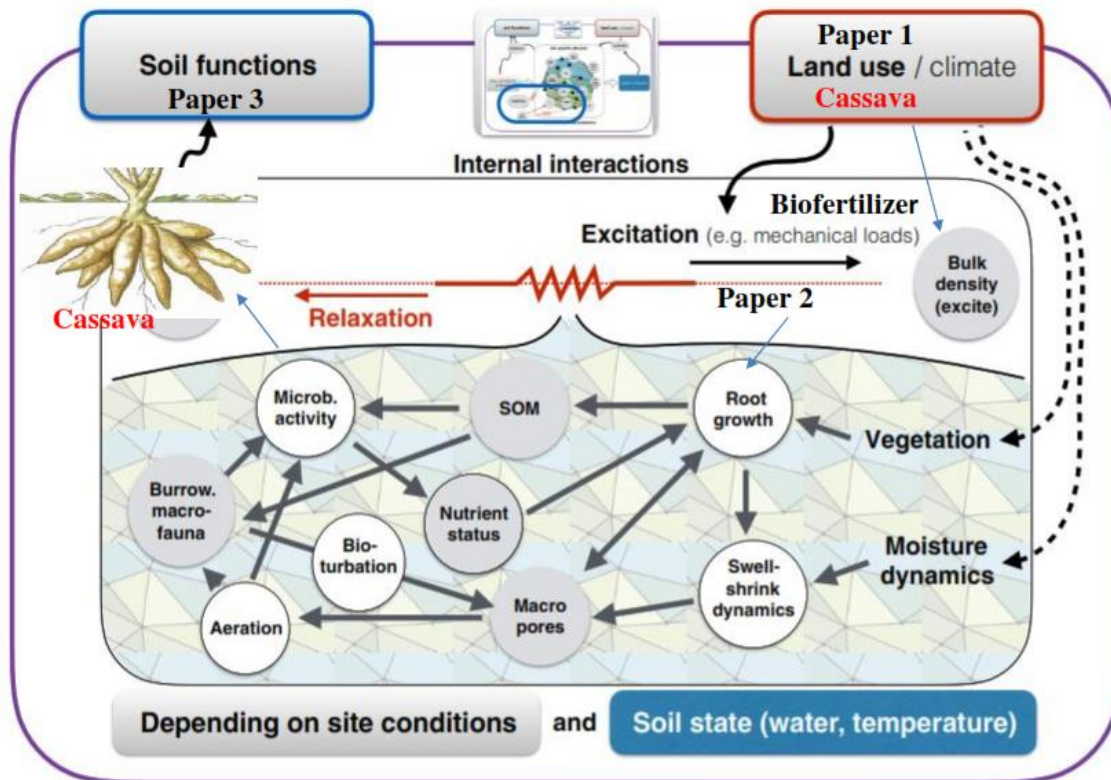 Soil functions
Paper 3
Paper 1
Land use / climate
Cassava
Internal interactions
Biofertilizer
Excitation (e.g. mechanical loads)
Bulk
density
(excite)
Paper 2
Relaxation
Cassava
Microb.
activity
SOM
Root
growth
Vegetation
Burrow.
macro-
fauna
Nutrient
status
Bio-
turbation
Moisture
dynamics
Swell-
shrink
dynamics
Aeration
Macro
pores
Depending on site conditions
and
Soil state (water, temperature)